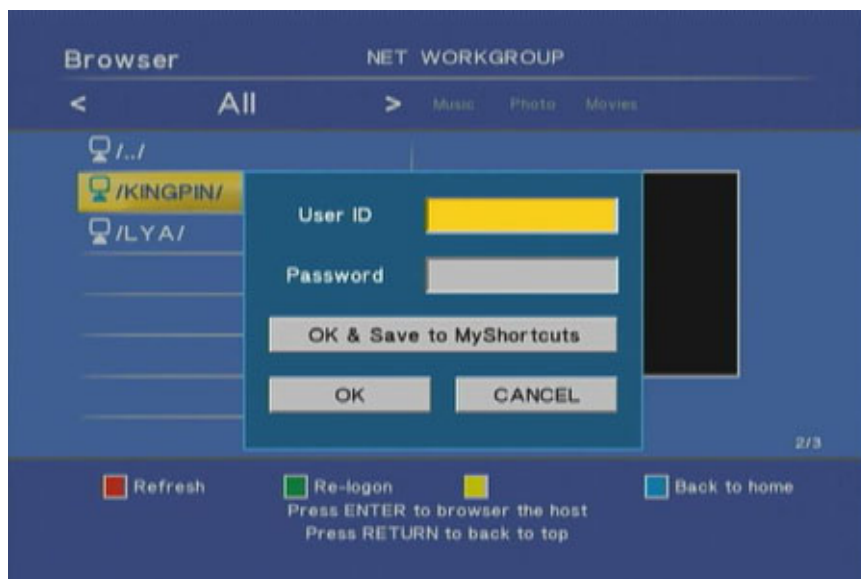 Browser NET WORKGROUP
< All > Music Photo Movies
/../
/KINGPIN/
/LYA/
User ID
Password
OK & Save to MyShortcuts
OK CANCEL
2/3
Refresh Re-logon Back to home
Press ENTER to browser the host
Press RETURN to back to top